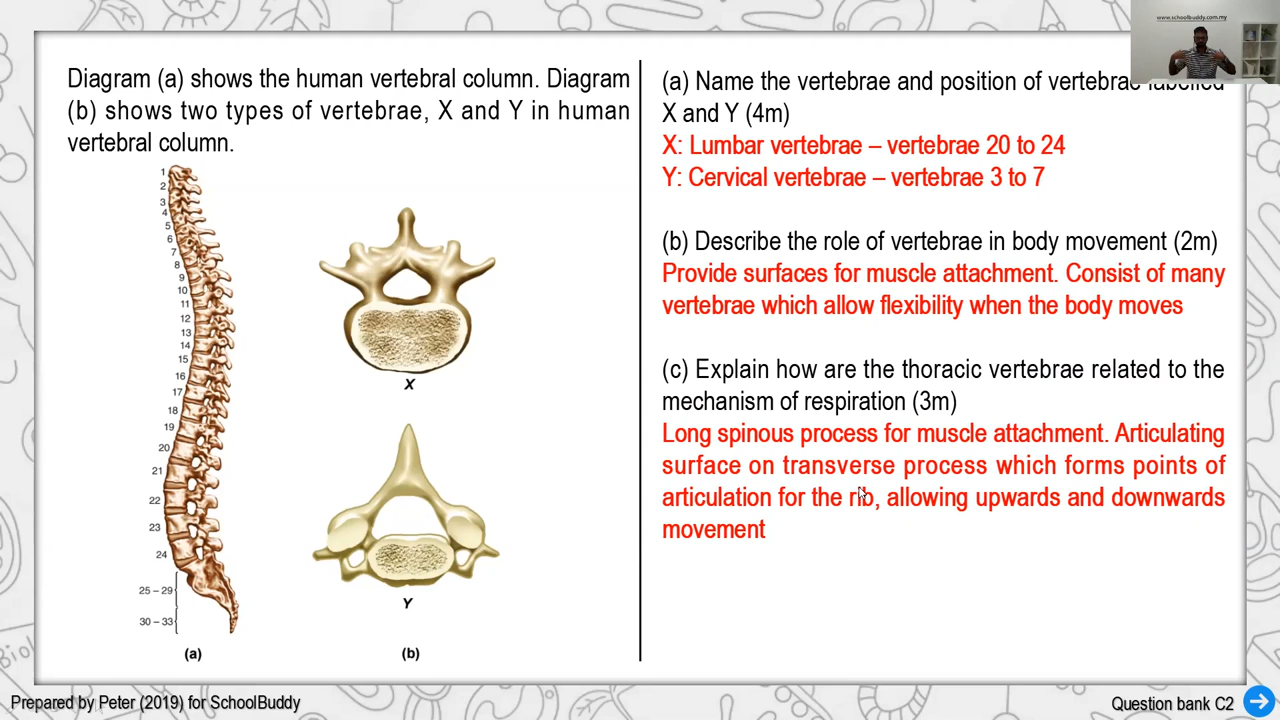 www.schoolbuddy.com.my
Diagram (a) shows the human vertebral column. Diagram
(b) shows two types of vertebrae, X and Y in human
vertebral column.
1
2
3
4
5
6
7
8
9
10
11
12
13
14
15
16
17
18
19
20
21
22
23
24
25 – 29
30 – 33
(a)
X
Y
(b)
(a) Name the vertebrae and position of vertebrae labelled
X and Y (4m)
X: Lumbar vertebrae – vertebrae 20 to 24
Y: Cervical vertebrae – vertebrae 3 to 7
(b) Describe the role of vertebrae in body movement (2m)
Provide surfaces for muscle attachment. Consist of many
vertebrae which allow flexibility when the body moves
(c) Explain how are the thoracic vertebrae related to the
mechanism of respiration (3m)
Long spinous process for muscle attachment. Articulating
surface on transverse process which forms points of
articulation for the rib, allowing upwards and downwards
movement
Biol
Prepared by Peter (2019) for SchoolBuddy
Question bank C2